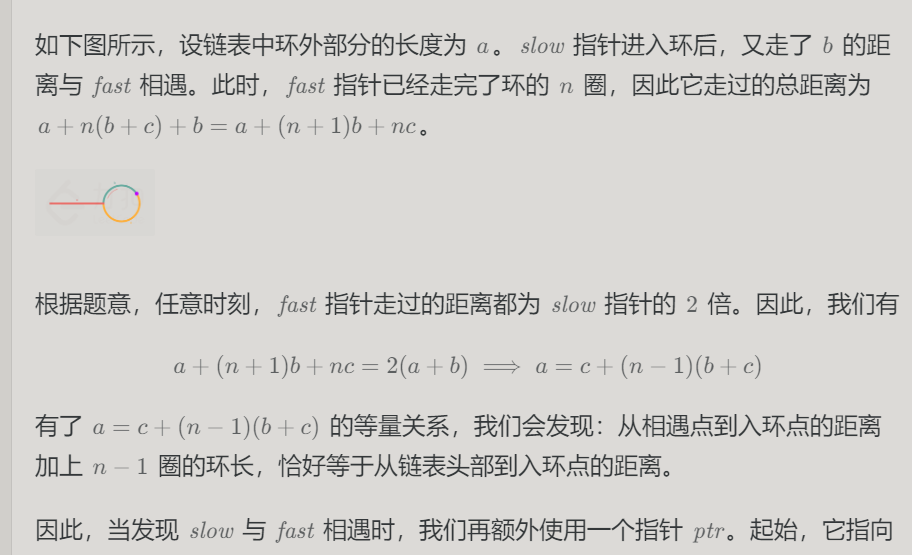 如下图所示，设链表中环外部分的长度为 a。slow 指针进入环后，又走了 b 的距
离与 fast 相遇。此时，fast 指针已经走完了环的 n 圈，因此它走过的总距离为
a + n(b + c) + b = a + (n + 1)b + nc。
根据题意，任意时刻，fast 指针走过的距离都为 slow 指针的 2 倍。因此，我们有
a + (n + 1)b + nc = 2(a + b) ⟹ a = c + (n − 1)(b + c)
有了 a = c + (n − 1)(b + c) 的等量关系，我们会发现：从相遇点到入环点的距离
加上 n − 1 圈的环长，恰好等于从链表头部到入环点的距离。
因此，当发现 slow 与 fast 相遇时，我们再额外使用一个指针 ptr。起始，它指向